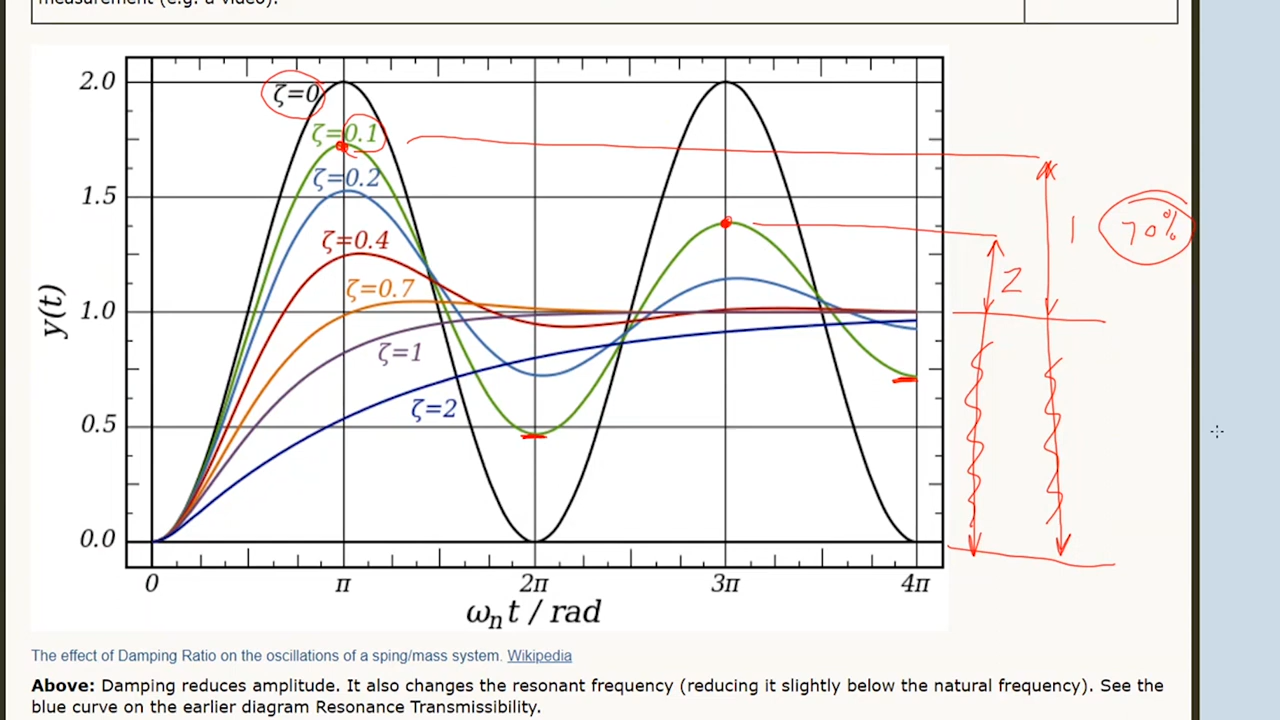 measurement (e.g. a video).
2.0
ζ=0
ζ=0.1
ζ=0.2
1.5
ζ=0.4
ζ=0.7
1.0
ζ=1
ζ=2
0.5
0.0
y(t)
0 π 2π 3π 4π
ωn t / rad
1
70%
2
The effect of Damping Ratio on the oscillations of a sping/mass system. Wikipedia
Above: Damping reduces amplitude. It also changes the resonant frequency (reducing it slightly below the natural frequency). See the
blue curve on the earlier diagram Resonance Transmissibility.